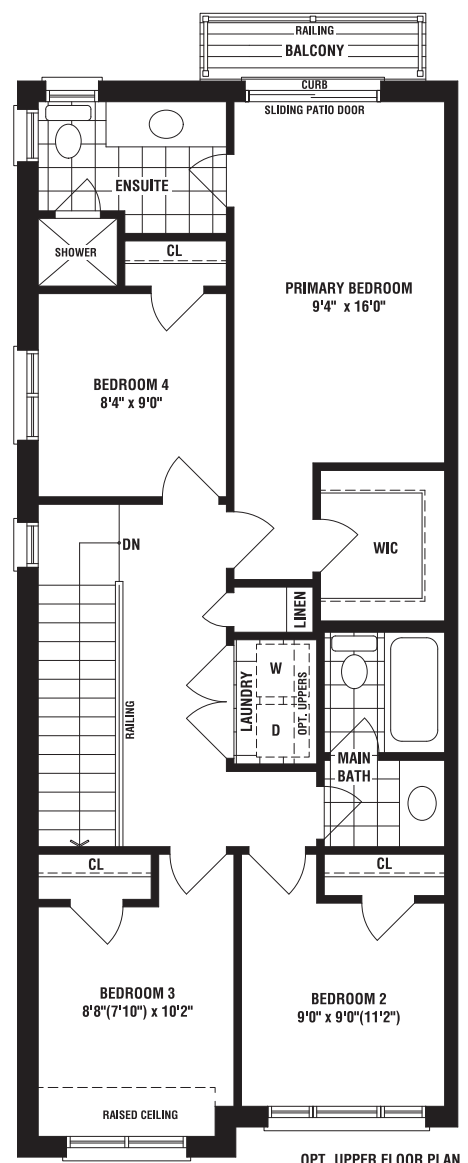 RAILING
BALCONY
CURB
SLIDING PATIO DOOR
ENSUITE
SHOWER
CL
PRIMARY BEDROOM
9'4" x 16'0"
BEDROOM 4
8'4" x 9'0"
DN
WIC
LINEN
LAUNDRY
W
D
OPT. UPPERS
RAILING
MAIN
BATH
CL
CL
BEDROOM 3
8'8"(7'10") x 10'2"
BEDROOM 2
9'0" x 9'0"(11'2")
RAISED CEILING
OPT. UPPER FLOOR PLAN